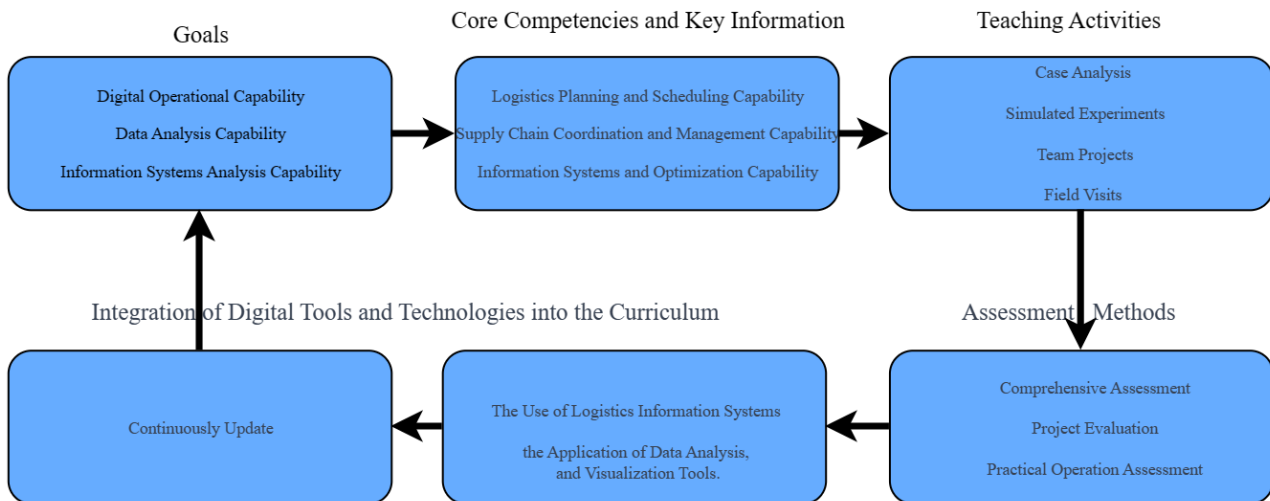 Goals
Core Competencies and Key Information
Teaching Activities
Digital Operational Capability
Data Analysis Capability
Information Systems Analysis Capability
Logistics Planning and Scheduling Capability
Supply Chain Coordination and Management Capability
Information Systems and Optimization Capability
Case Analysis
Simulated Experiments
Team Projects
Field Visits
Integration of Digital Tools and Technologies into the Curriculum
Assessment Methods
Continuously Update
The Use of Logistics Information Systems
the Application of Data Analysis,
and Visualization Tools.
Comprehensive Assessment
Project Evaluation
Practical Operation Assessment